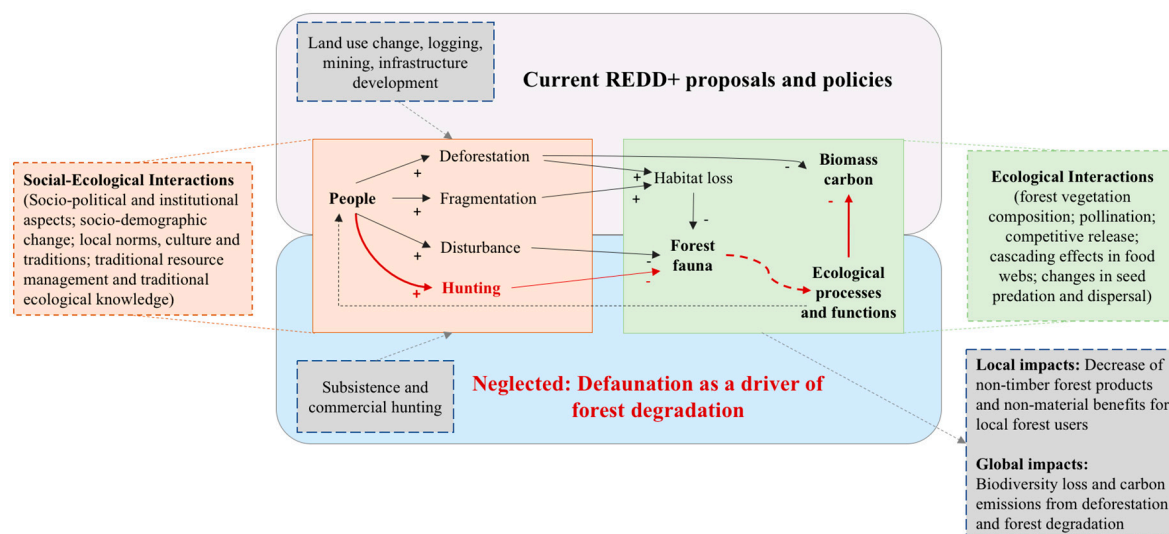 Land use change, logging,
mining, infrastructure
development
Current REDD+ proposals and policies
Social-Ecological Interactions
(Socio-political and institutional
aspects; socio-demographic
change; local norms, culture and
traditions; traditional resource
management and traditional
ecological knowledge)
People
Deforestation
+
Fragmentation
+
Disturbance
+
Hunting
+
Habitat loss
+
+
-
Forest
fauna
-
-
Biomass
carbon
-
-
Ecological
processes
and functions
Ecological Interactions
(forest vegetation
composition; pollination;
competitive release;
cascading effects in food
webs; changes in seed
predation and dispersal)
Subsistence and
commercial hunting
Neglected: Defaunation as a driver of
forest degradation
Local impacts: Decrease of
non-timber forest products
and non-material benefits for
local forest users
Global impacts:
Biodiversity loss and carbon
emissions from deforestation
and forest degradation